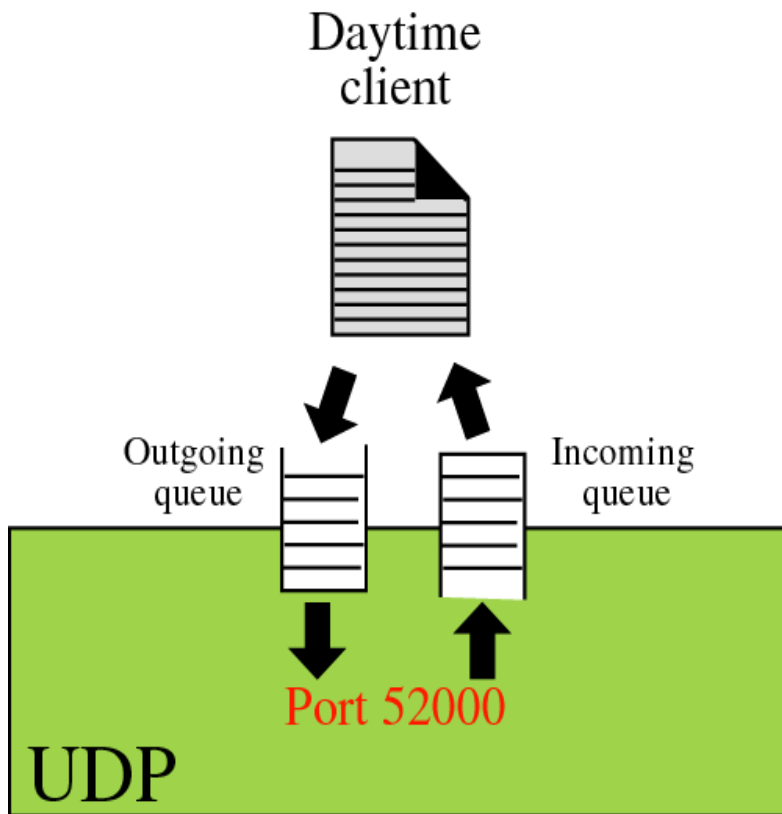 Daytime
client
Outgoing
queue
Incoming
queue
Port 52000
UDP